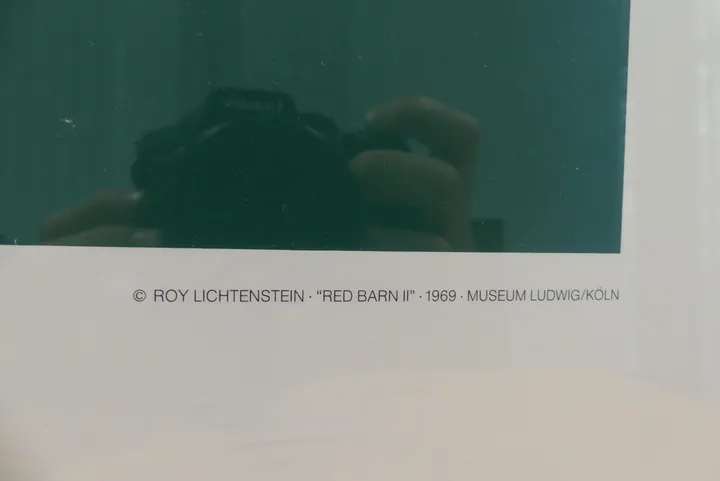 © ROY LICHTENSTEIN · “RED BARN II” · 1969 · MUSEUM LUDWIG/KÖLN